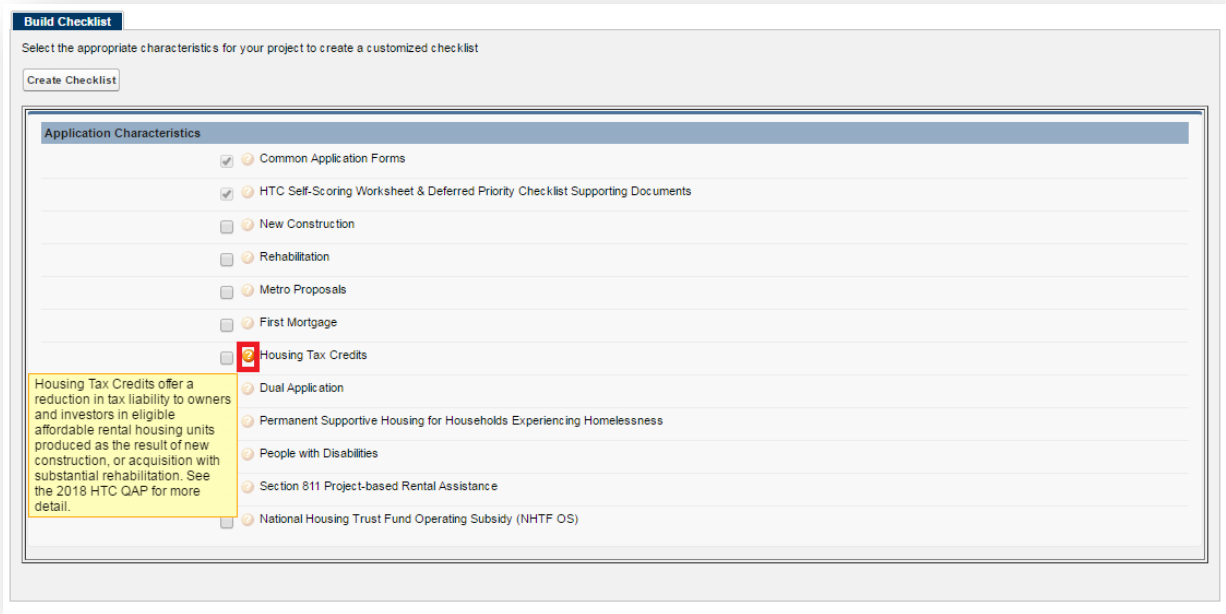 Build Checklist
Select the appropriate characteristics for your project to create a customized checklist
Create Checklist
Application Characteristics
Common Application Forms
HTC Self-Scoring Worksheet & Deferred Priority Checklist Supporting Documents
New Construction
Rehabilitation
Metro Proposals
First Mortgage
Housing Tax Credits
Housing Tax Credits offer a
reduction in tax liability to owners
and investors in eligible
affordable rental housing units
produced as the result of new
construction, or acquisition with
substantial rehabilitation. See
the 2018 HTC QAP for more
detail.
Dual Application
Permanent Supportive Housing for Households Experiencing Homelessness
People with Disabilities
Section 811 Project-based Rental Assistance
National Housing Trust Fund Operating Subsidy (NHTF OS)